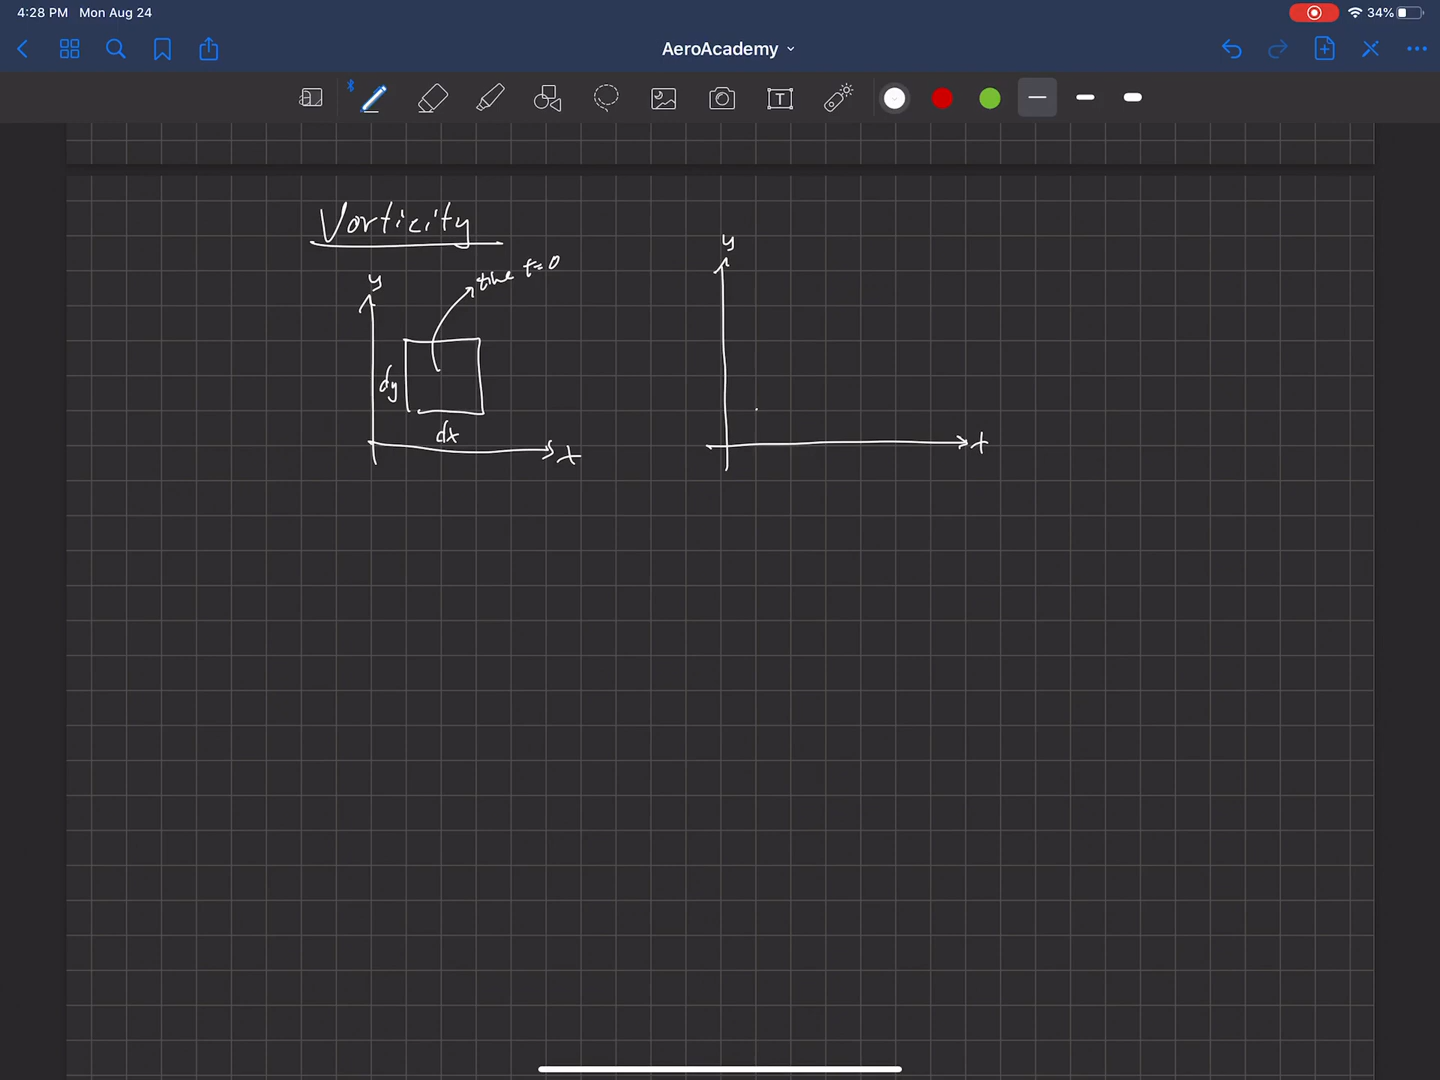 4:28 PM Mon Aug 24
34%
AeroAcademy
T
Vorticity
time t=0
y
dy
dx
x
y
x